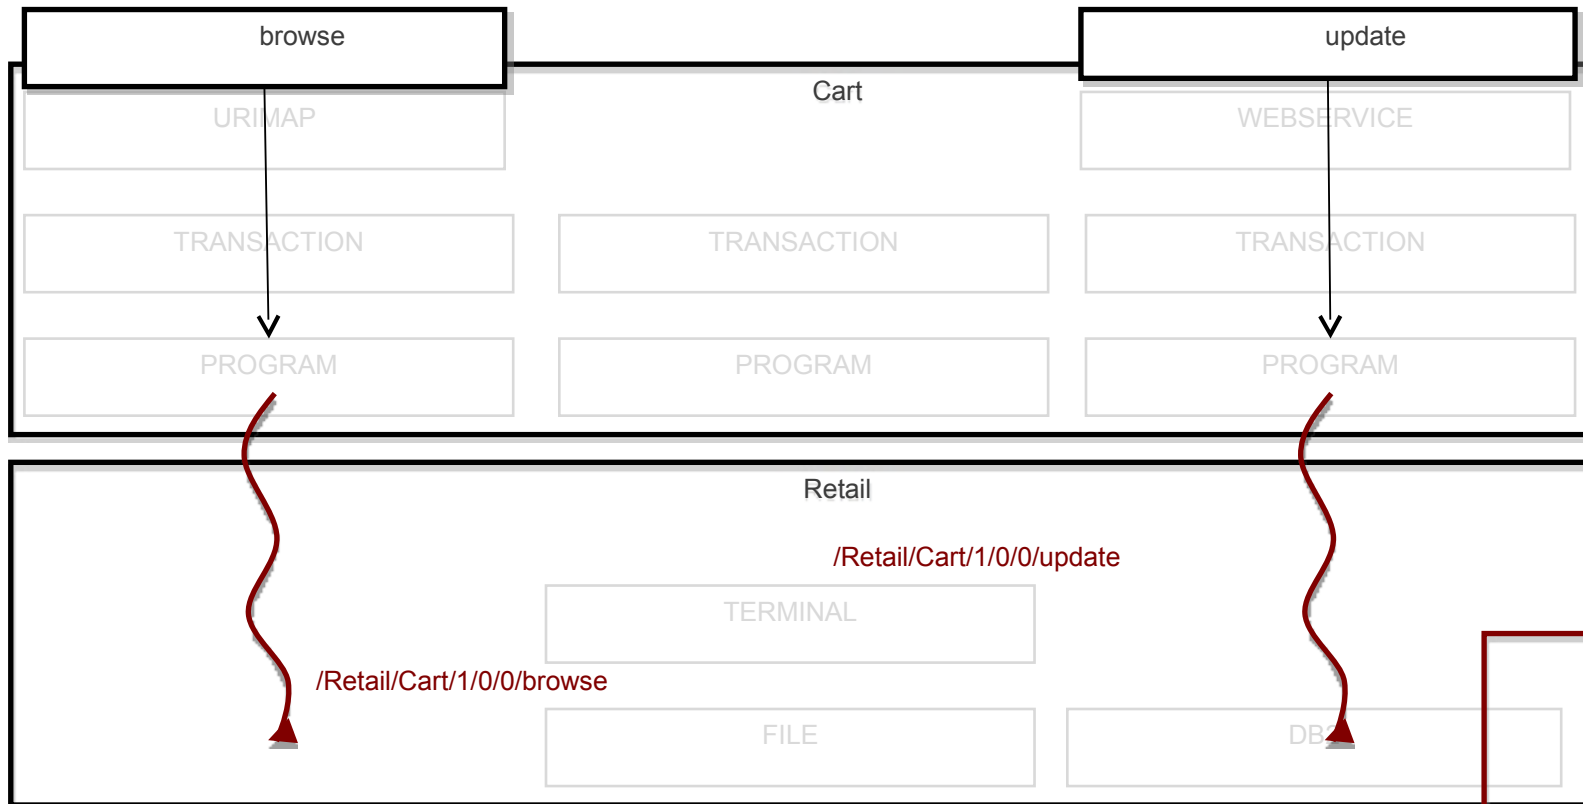 browse
update
Cart
URIMAP
WEBSERVICE
TRANSACTION
TRANSACTION
TRANSACTION
PROGRAM
PROGRAM
PROGRAM
Retail
/Retail/Cart/1/0/0/update
TERMINAL
/Retail/Cart/1/0/0/browse
FILE